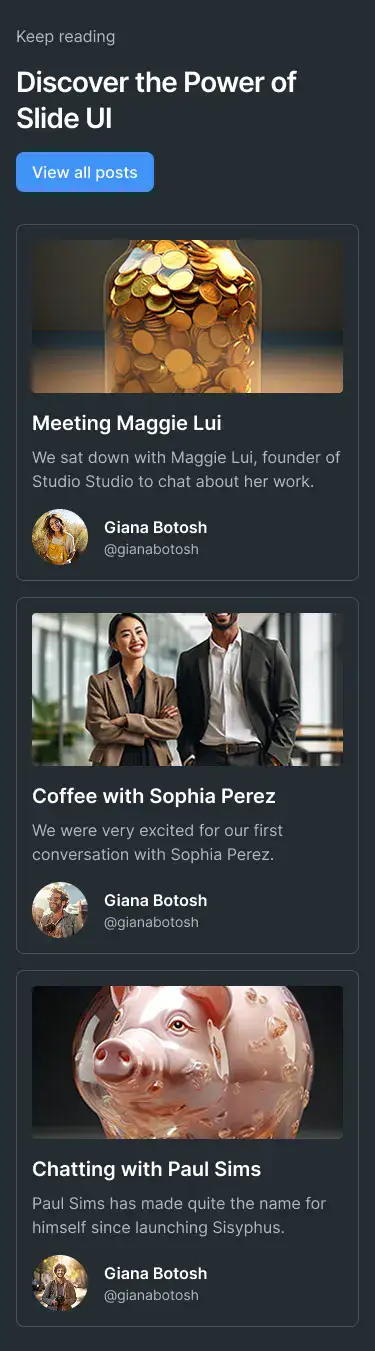 Keep reading
Discover the Power of
Slide UI
View all posts
Meeting Maggie Lui
We sat down with Maggie Lui, founder of
Studio Studio to chat about her work.
Giana Botosh
@gianabotosh
Coffee with Sophia Perez
We were very excited for our first
conversation with Sophia Perez.
Giana Botosh
@gianabotosh
Chatting with Paul Sims
Paul Sims has made quite the name for
himself since launching Sisyphus.
Giana Botosh
@gianabotosh